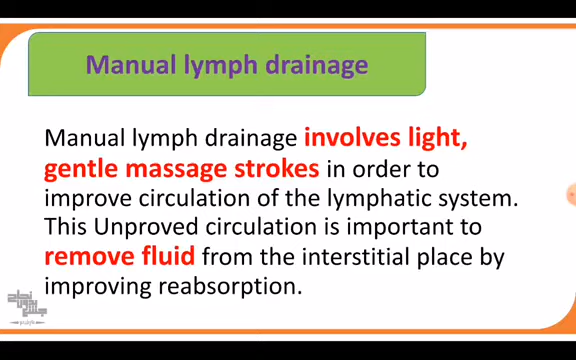 Manual lymph drainage
Manual lymph drainage involves light,
gentle massage strokes in order to
improve circulation of the lymphatic system.
This Unproved circulation is important to
remove fluid from the interstitial place by
improving reabsorption.